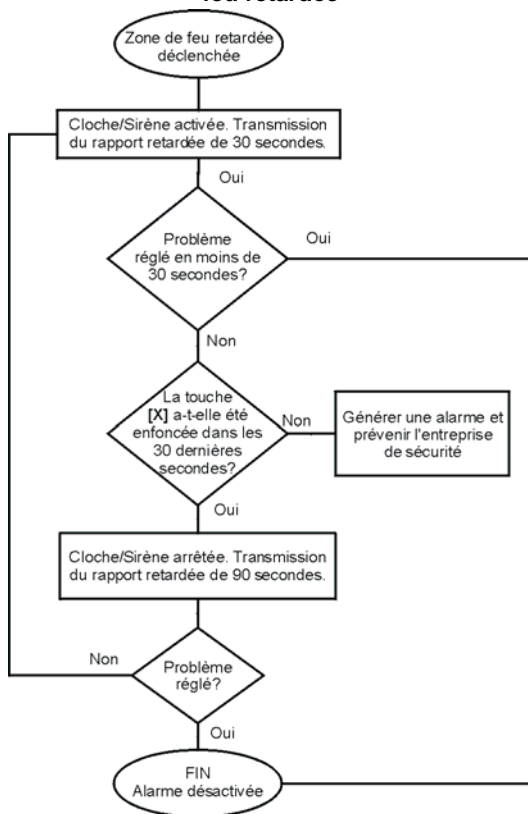 feu retardée
Zone de feu retardée
déclenchée
Cloche/Sirène activée. Transmission
du rapport retardée de 30 secondes.
Oui
Problème
réglé en moins de
30 secondes?
Oui
Non
La touche
[X] a-t-elle été
enfoncée dans les
30 dernières
secondes?
Non
Générer une alarme et
prévenir l'entreprise
de sécurité
Oui
Cloche/Sirène arrêtée. Transmission
du rapport retardée de 90 secondes.
Non
Problème
réglé?
Oui
FIN
Alarme désactivée